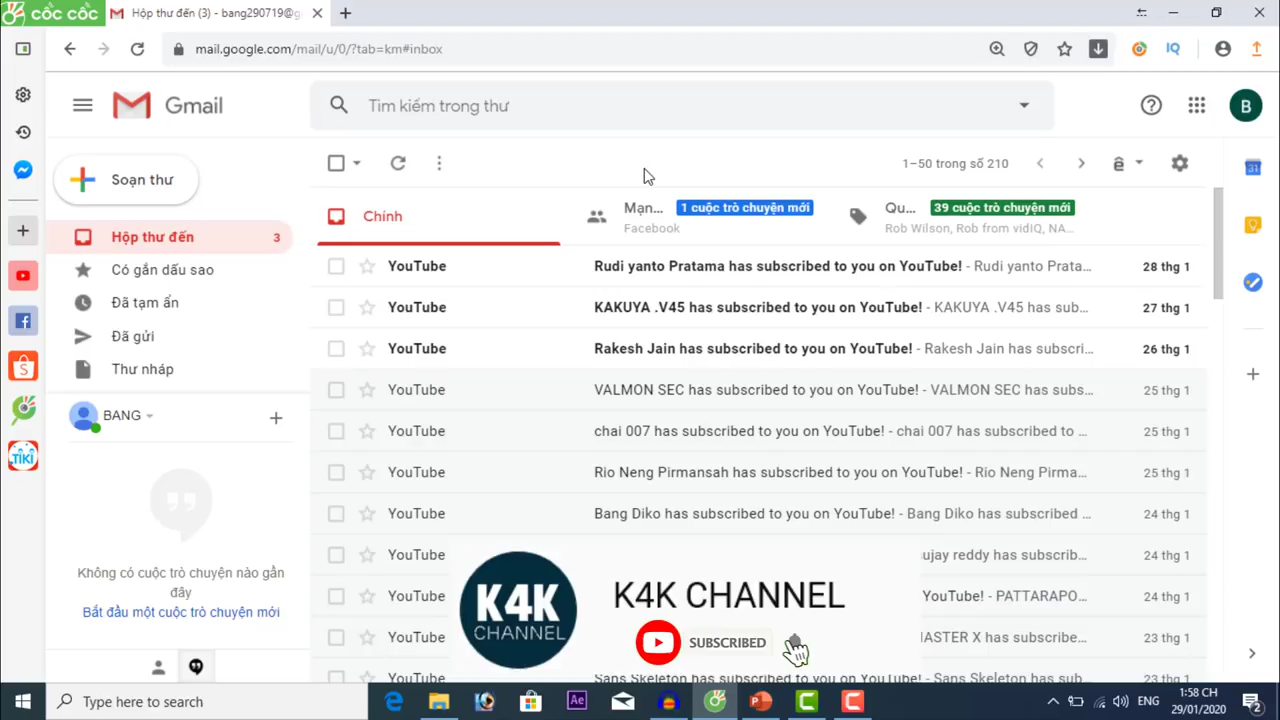 cốc cốc
Hộp thư đến (3) - bang290719@g
mail.google.com/mail/u/0/?tab=km#inbox
IQ
Gmail
Tìm kiếm trong thư
B
Soạn thư
1–50 trong số 210
ê
31
Hộp thư đến 3
Có gắn dấu sao
Đã tạm ẩn
Đã gửi
Thư nháp
BANG
Không có cuộc trò chuyện nào gần
đây
Bắt đầu một cuộc trò chuyện mới
TIKI
Chính
Mạn... 1 cuộc trò chuyện mới
Facebook
Qu... 39 cuộc trò chuyện mới
Rob Wilson, Rob from vidIQ, NA...
YouTube Rudi yanto Pratama has subscribed to you on YouTube! - Rudi yanto Prata... 28 thg 1
YouTube KAKUYA .V45 has subscribed to you on YouTube! - KAKUYA .V45 has sub... 27 thg 1
YouTube Rakesh Jain has subscribed to you on YouTube! - Rakesh Jain has subscri... 26 thg 1
YouTube VALMON SEC has subscribed to you on YouTube! - VALMON SEC has subs... 25 thg 1
YouTube chai 007 has subscribed to you on YouTube! - chai 007 has subscribed to ... 25 thg 1
YouTube Rio Neng Pirmansah has subscribed to you on YouTube! - Rio Neng Pirma... 25 thg 1
YouTube Bang Diko has subscribed to you on YouTube! - Bang Diko has subscribed ... 24 thg 1
YouTube ujay reddy has subscrib... 24 thg 1
YouTube YouTube! - PATTARAPO... 24 thg 1
YouTube MASTER X has subscribe... 23 thg 1
YouTube Sans Skeleton has subscribed to you on YouTube! - Sans Skeleton has sub... 23 thg 1
K4K
CHANNEL
K4K CHANNEL
SUBSCRIBED
Type here to search
Ae
ENG
1:58 CH
29/01/2020
2